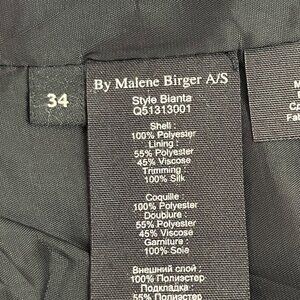 34
By Malene Birger A/S
Style Bianta
Q51313001
Shell :
100% Polyester
Lining :
55% Polyester
45% Viscose
Trimming :
100% Silk
Coquille :
100% Polyester
Doublure :
55% Polyester
45% Viscose
Garniture :
100% Soie
Внешний слой :
100% Полиэстер
Подкладка :
55% Полиэстер